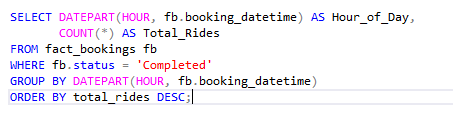 SELECT DATEPART(HOUR, fb.booking_datetime) AS Hour_of_Day,
COUNT(*) AS Total_Rides
FROM fact_bookings fb
WHERE fb.status = 'Completed'
GROUP BY DATEPART(HOUR, fb.booking_datetime)
ORDER BY total_rides DESC;